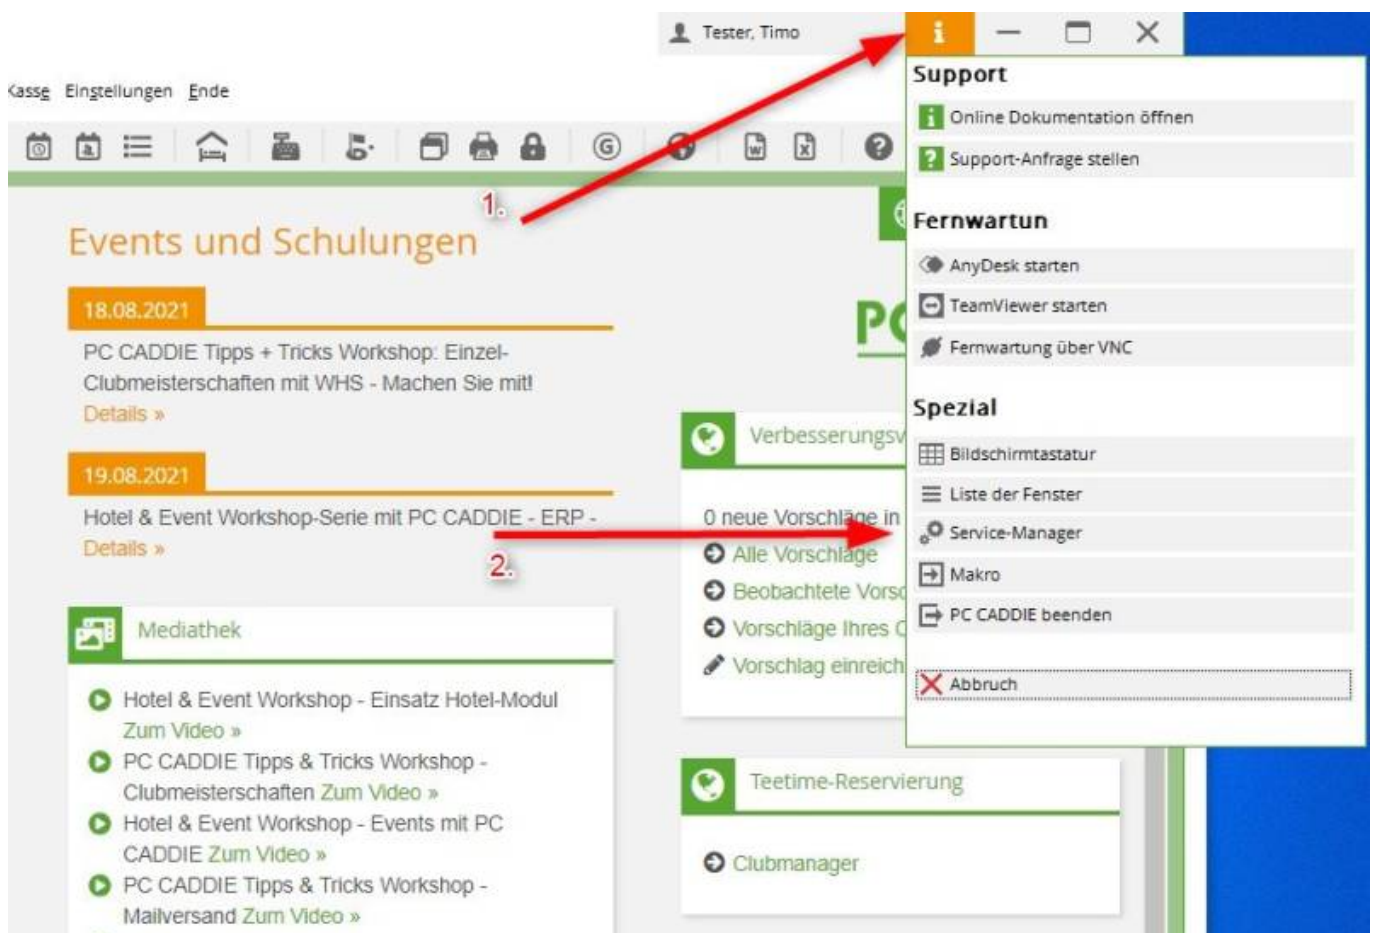 Tester, Timo
Kasse Einstellungen Ende
1.
Events und Schulungen
18.08.2021
PC CADDIE Tipps + Tricks Workshop: Einzel-
Clubmeisterschaften mit WHS - Machen Sie mit!
Details »
19.08.2021
Hotel & Event Workshop-Serie mit PC CADDIE - ERP -
Details »
2.
Mediathek
Hotel & Event Workshop - Einsatz Hotel-Modul
Zum Video »
PC CADDIE Tipps & Tricks Workshop -
Clubmeisterschaften Zum Video »
Hotel & Event Workshop - Events mit PC
CADDIE Zum Video »
PC CADDIE Tipps & Tricks Workshop -
Mailversand Zum Video »
PC
Verbesserungsv
0 neue Vorschläge in
Alle Vorschläge
Beobachtete Vorsc
Vorschläge Ihres C
Vorschlag einreich
Teetime-Reservierung
Clubmanager
Support
Online Dokumentation öffnen
Support-Anfrage stellen
Fernwartun
AnyDesk starten
TeamViewer starten
Fernwartung über VNC
Spezial
Bildschirmtastatur
Liste der Fenster
Service-Manager
Makro
PC CADDIE beenden
Abbruch